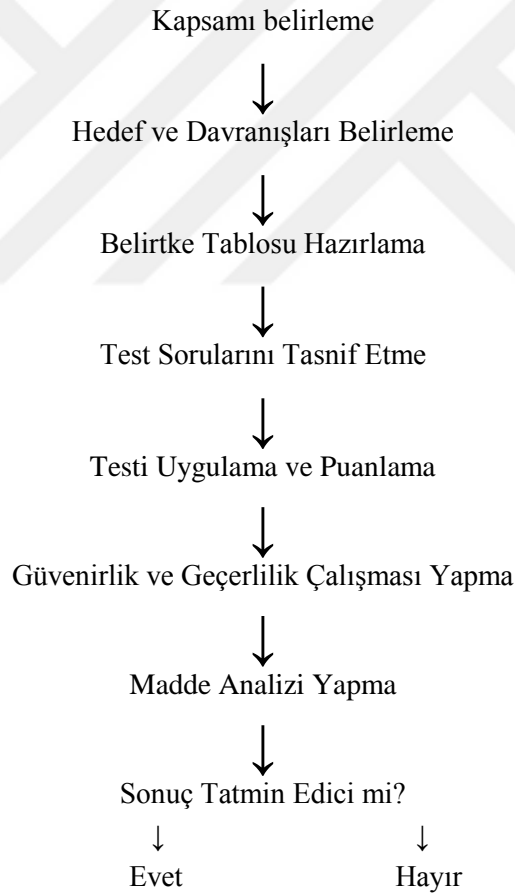 Kapsamı belirleme
↓
Hedef ve Davranışları Belirleme
↓
Belirtke Tablosu Hazırlama
↓
Test Sorularını Tasnif Etme
↓
Testi Uygulama ve Puanlama
↓
Güvenirlik ve Geçerlilik Çalışması Yapma
↓
Madde Analizi Yapma
↓
Sonuç Tatmin Edici mi?
↓ ↓
Evet Hayır